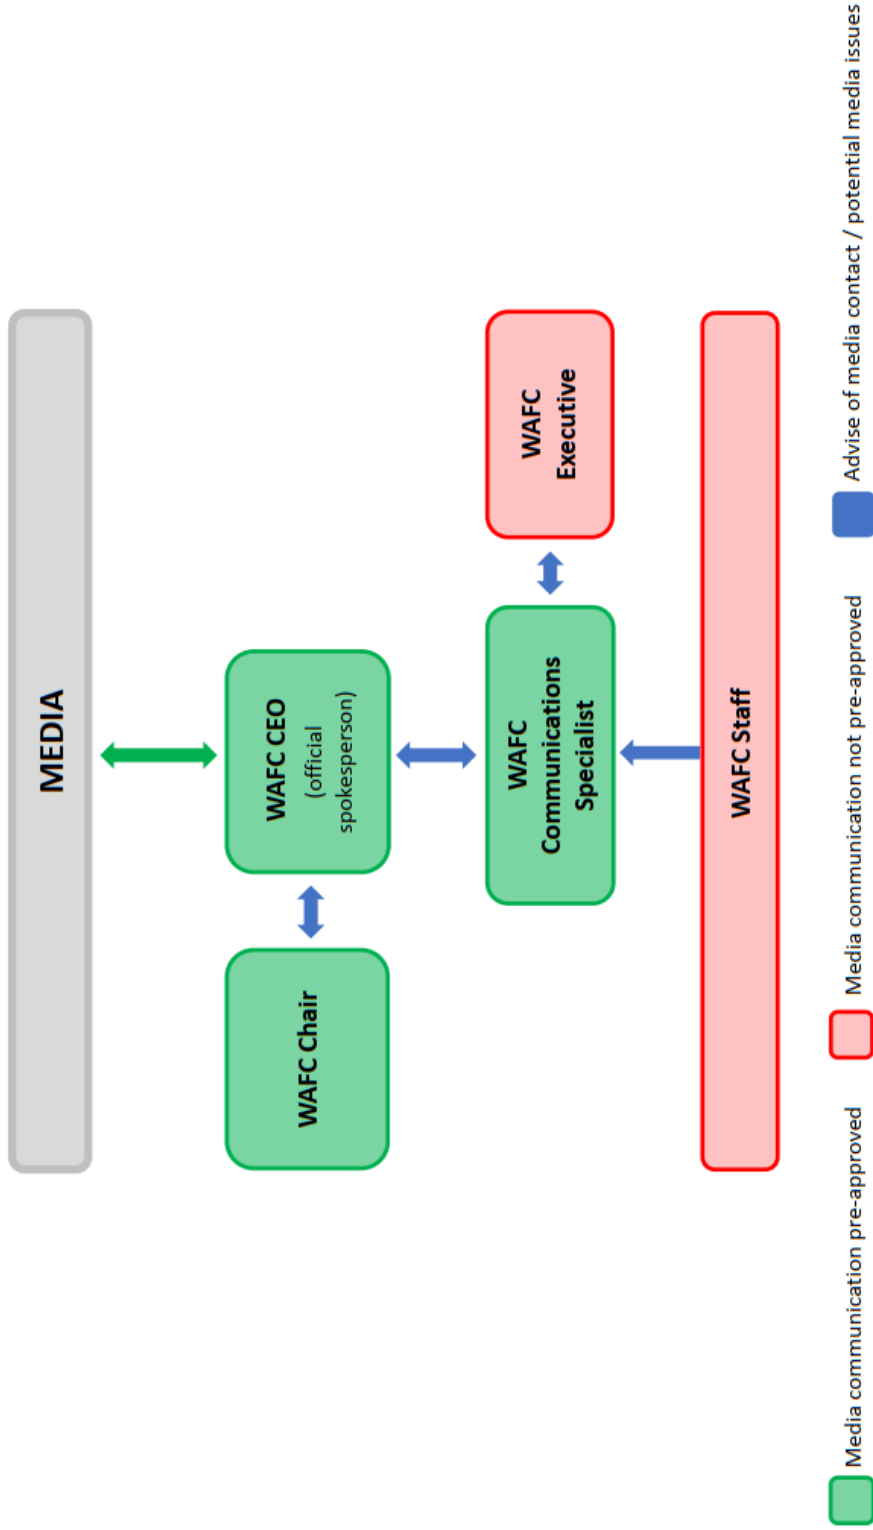 MEDIA
WAFC Chair
WAFC CEO
(official
spokesperson)
WAFC
Communications
Specialist
WAFC
Executive
WAFC Staff
Media communication pre-approved
Media communication not pre-approved
Advise of media contact / potential media issues